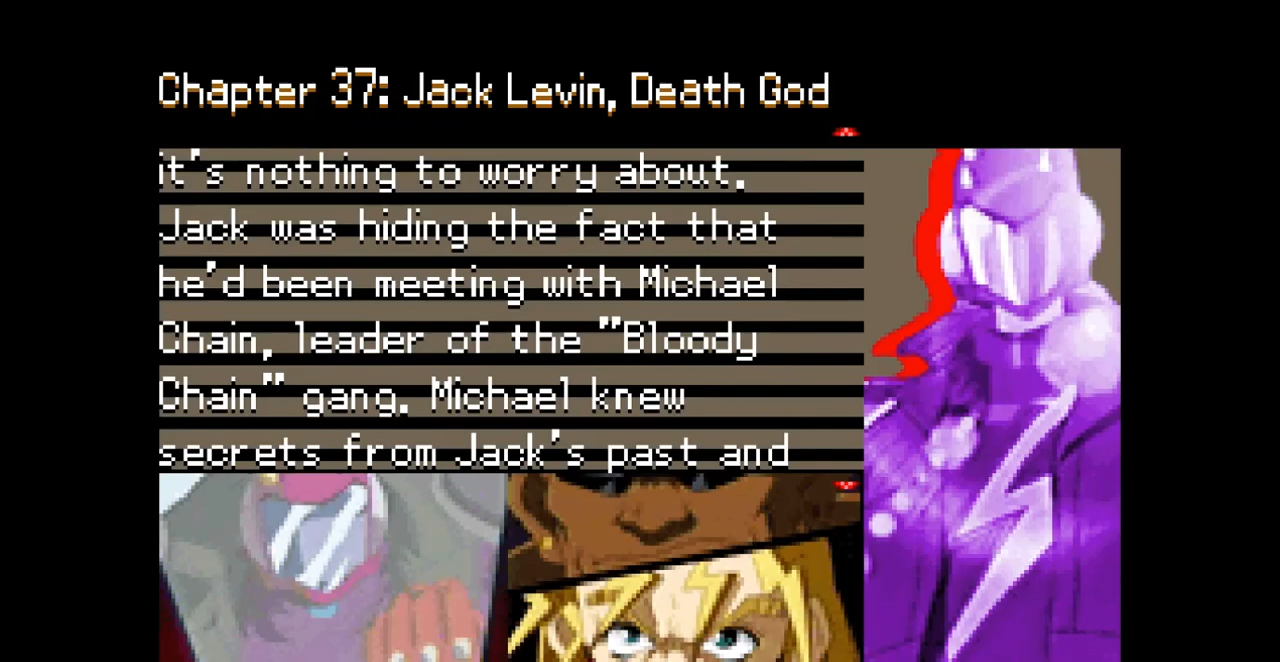 Chapter 37: Jack Levin, Death God
it's nothing to worry about.
Jack was hiding the fact that
he'd been meeting with Michael
Chain, leader of the "Bloody
Chain" gang. Michael knew
secrets from Jack's past and